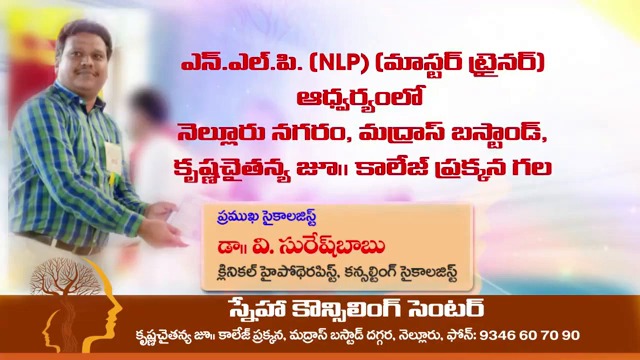 ఎన్.ఎల్.పి. (NLP) (మాస్టర్ ట్రైనర్)
ఆధ్వర్యంలో
నెల్లూరు నగరం, మద్రాస్ బస్టాండ్,
కృష్ణచైతన్య జూ॥ కాలేజ్ ప్రక్కన గల
ప్రముఖ సైకాలజిస్ట్
డా॥ వి. సురేష్‌బాబు
క్లినికల్ హైపోథెరపిస్ట్, కన్సల్టింగ్ సైకాలజిస్ట్
స్నేహా కౌన్సిలింగ్ సెంటర్
కృష్ణచైతన్య జూ॥ కాలేజ్ ప్రక్కన, మద్రాస్ బస్టాడ్ దగ్గర, నెల్లూరు, ఫోన్: 9346 60 70 90